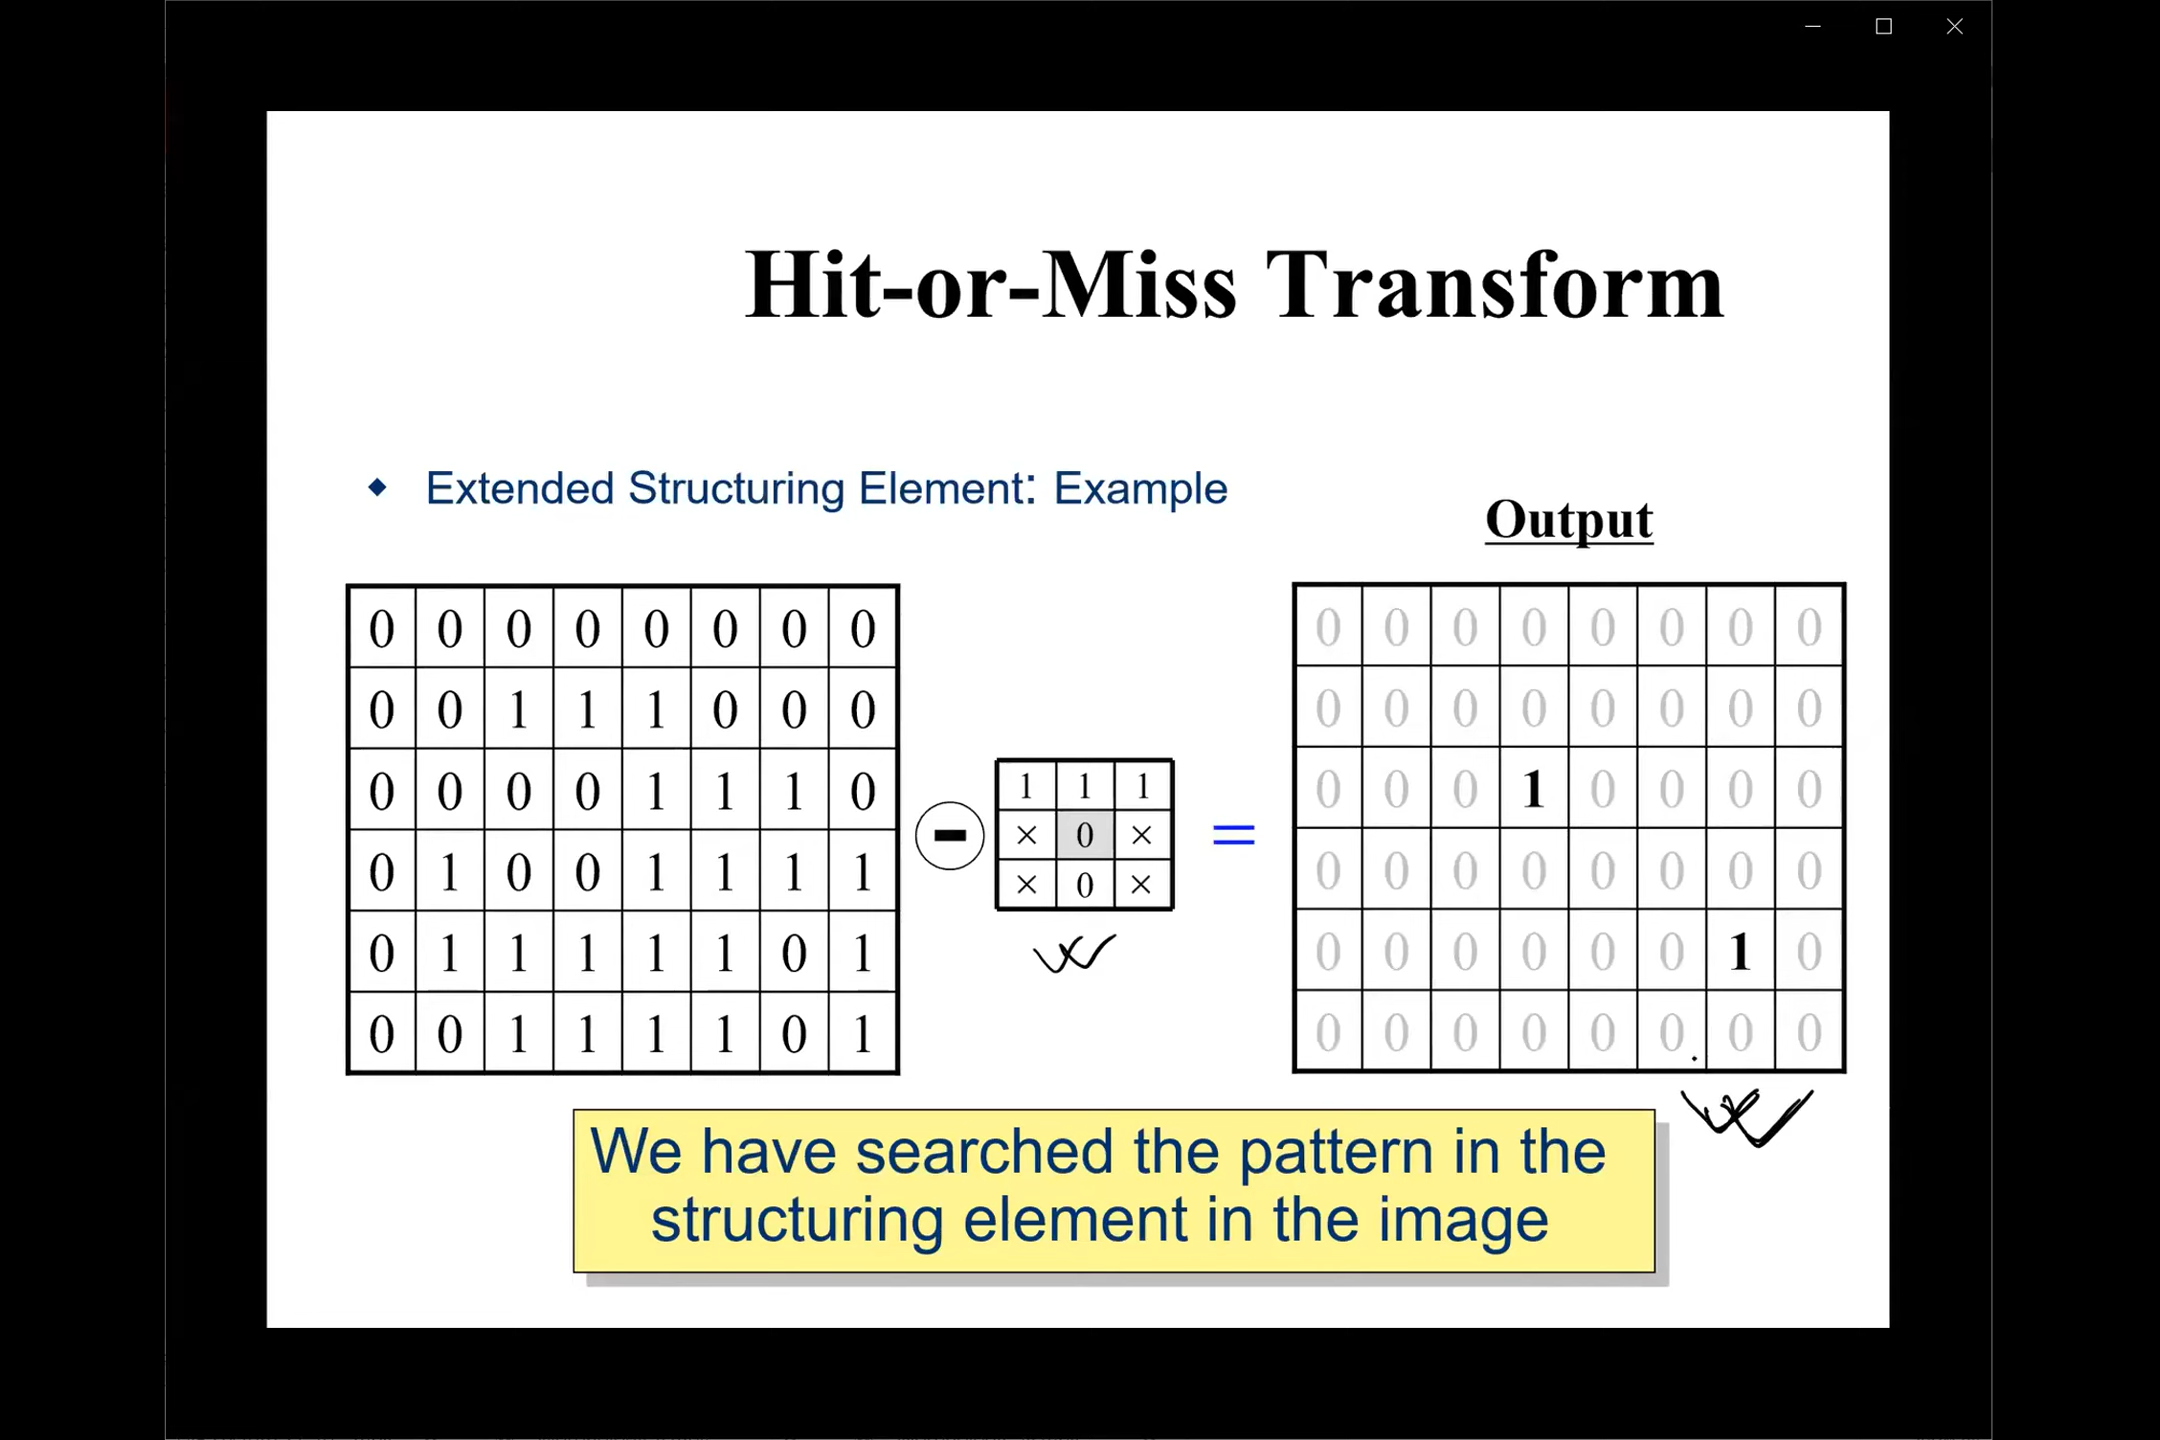 Hit-or-Miss Transform
◆ Extended Structuring Element: Example
Output
0 0 0 0 0 0 0 0
0 0 1 1 1 0 0 0
0 0 0 0 1 1 1 0
0 1 0 0 1 1 1 1
0 1 1 1 1 1 0 1
0 0 1 1 1 1 0 1
−
1 1 1
× 0 ×
× 0 ×
=
0 0 0 0 0 0 0 0
0 0 0 0 0 0 0 0
0 0 0 1 0 0 0 0
0 0 0 0 0 0 0 0
0 0 0 0 0 0 1 0
0 0 0 0 0 0 0 0
We have searched the pattern in the
structuring element in the image